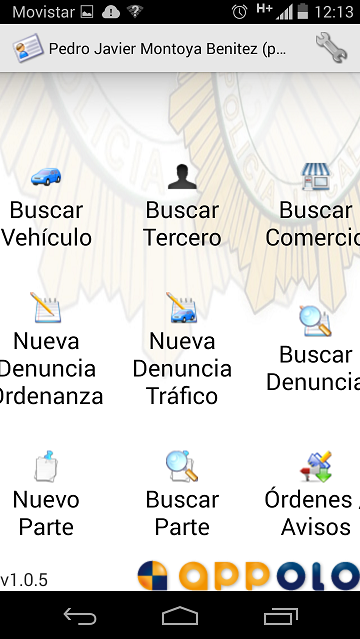 Movistar H+ 12:13
Pedro Javier Montoya Benitez (p...
Buscar
Vehículo
Buscar
Tercero
Buscar
Comercio
Nueva
Denuncia
Ordenanza
Nueva
Denuncia
Tráfico
Buscar
Denuncia
Nuevo
Parte
Buscar
Parte
Órdenes /
Avisos
v1.0.5
APPOLO